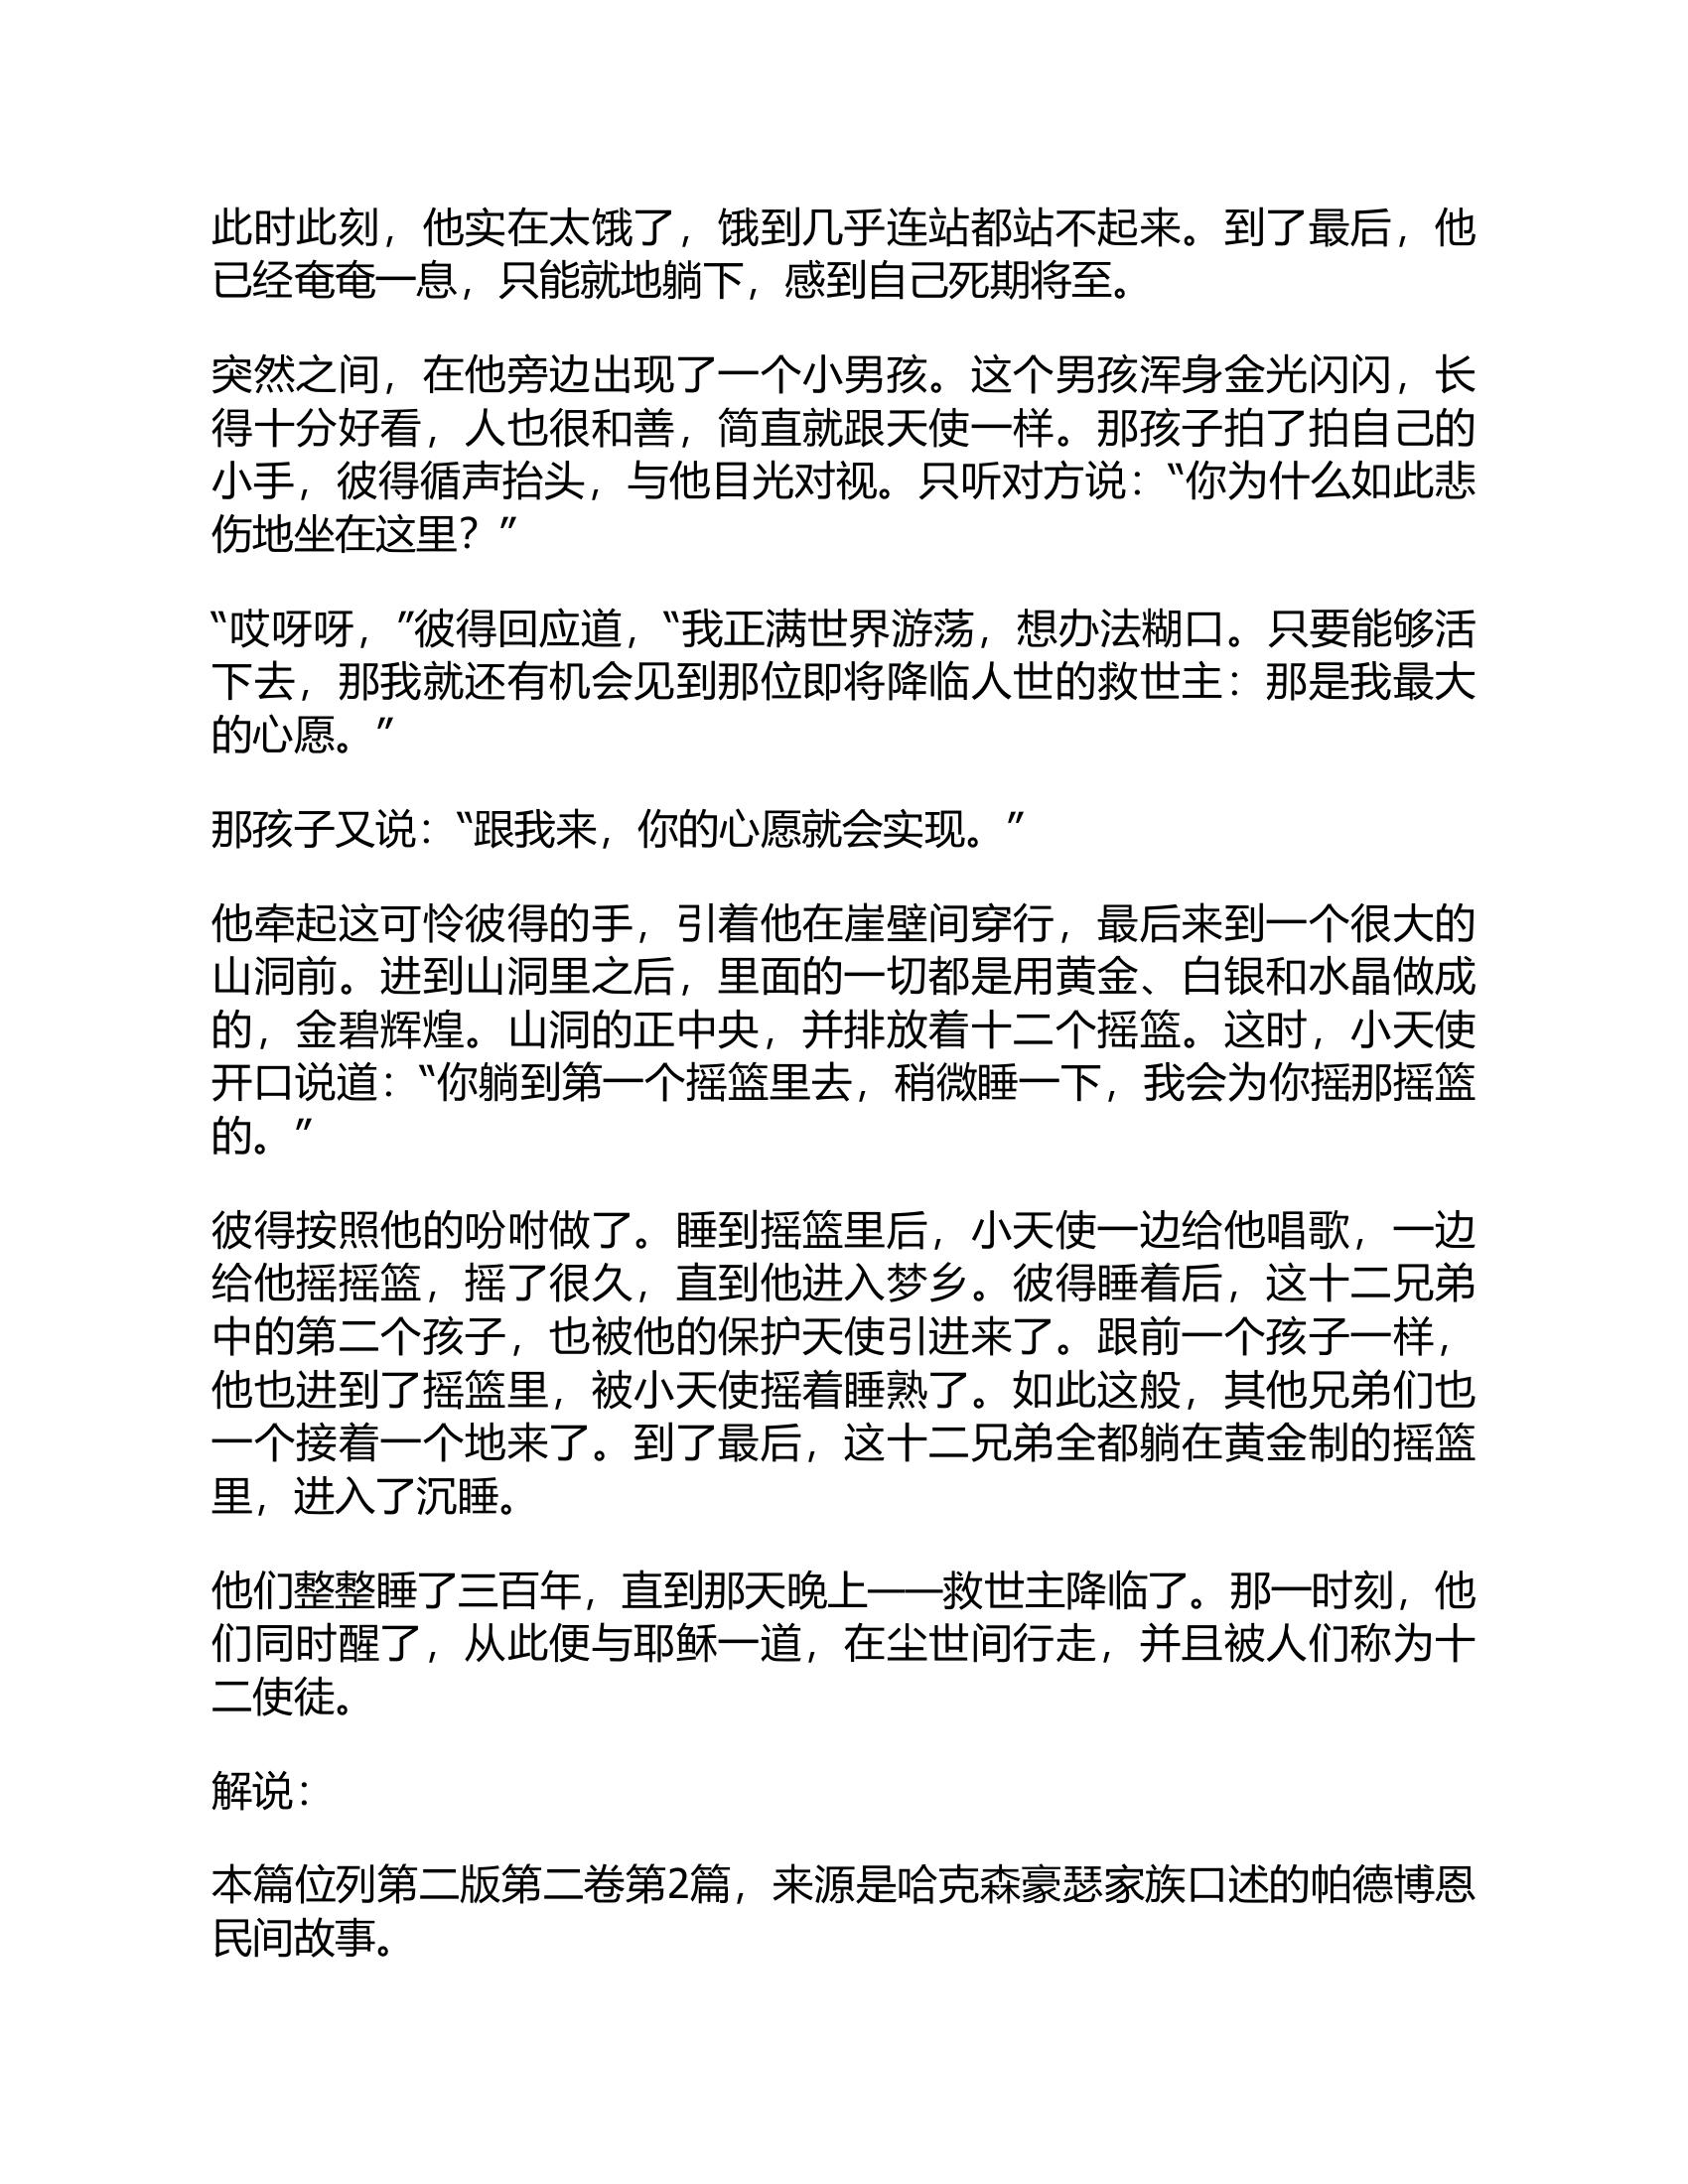 此时此刻，他实在太饿了，饿到几乎连站都站不起来。到了最后，他
已经奄奄一息，只能就地躺下，感到自己死期将至。
突然之间，在他旁边出现了一个小男孩。这个男孩浑身金光闪闪，长
得十分好看，人也很和善，简直就跟天使一样。那孩子拍了拍自己的
小手，彼得循声抬头，与他目光对视。只听对方说：“你为什么如此悲
伤地坐在这里？”
“哎呀呀，”彼得回应道，“我正满世界游荡，想办法糊口。只要能够活
下去，那我就还有机会见到那位即将降临人世的救世主：那是我最大
的心愿。”
那孩子又说：“跟我来，你的心愿就会实现。”
他牵起这可怜彼得的手，引着他在崖壁间穿行，最后来到一个很大的
山洞前。进到山洞里之后，里面的一切都是用黄金、白银和水晶做成
的，金碧辉煌。山洞的正中央，并排放着十二个摇篮。这时，小天使
开口说道：“你躺到第一个摇篮里去，稍微睡一下，我会为你摇那摇篮
的。”
彼得按照他的吩咐做了。睡到摇篮里后，小天使一边给他唱歌，一边
给他摇摇篮，摇了很久，直到他进入梦乡。彼得睡着后，这十二兄弟
中的第二个孩子，也被他的保护天使引进来了。跟前一个孩子一样，
他也进到了摇篮里，被小天使摇着睡熟了。如此这般，其他兄弟们也
一个接着一个地来了。到了最后，这十二兄弟全都躺在黄金制的摇篮
里，进入了沉睡。
他们整整睡了三百年，直到那天晚上——救世主降临了。那一时刻，他
们同时醒了，从此便与耶稣一道，在尘世间行走，并且被人们称为十
二使徒。
解说：
本篇位列第二版第二卷第2篇，来源是哈克森豪瑟家族口述的帕德博恩
民间故事。